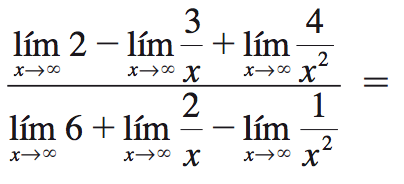 lím 2 − lím 3/x + lím 4/x²
x→∞ x→∞ x→∞
lím 6 + lím 2/x − lím 1/x² =
x→∞ x→∞ x→∞